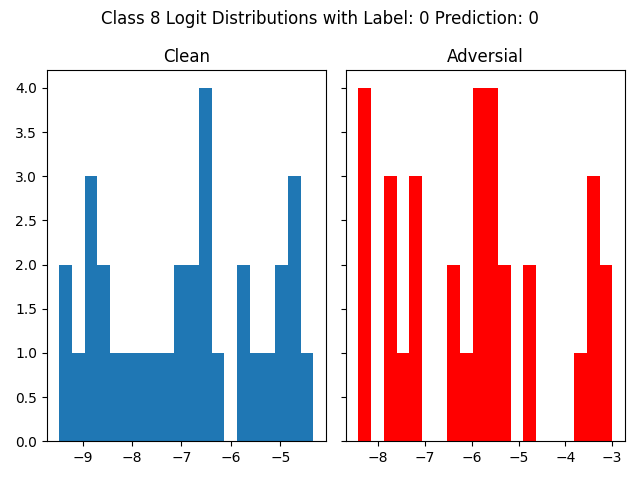 Class 8 Logit Distributions with Label: 0 Prediction: 0
Clean
Adversial
4.0
3.5
3.0
2.5
2.0
1.5
1.0
0.5
0.0
−9 −8 −7 −6 −5
−8 −7 −6 −5 −4 −3